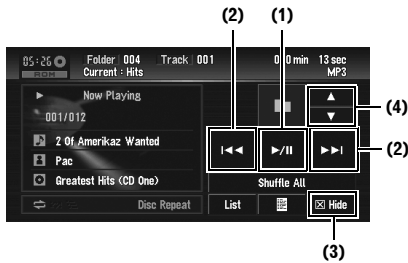 (2) (1)
05:26 ROM Folder 004 Track 001 0:00 min 13 sec
Current : Hits MP3
Now Playing
001/012
(4)
2 Of Amerikaz Wanted
Pac
(2)
Greatest Hits (CD One)
Shuffle All
Disc Repeat List Hide
(3)